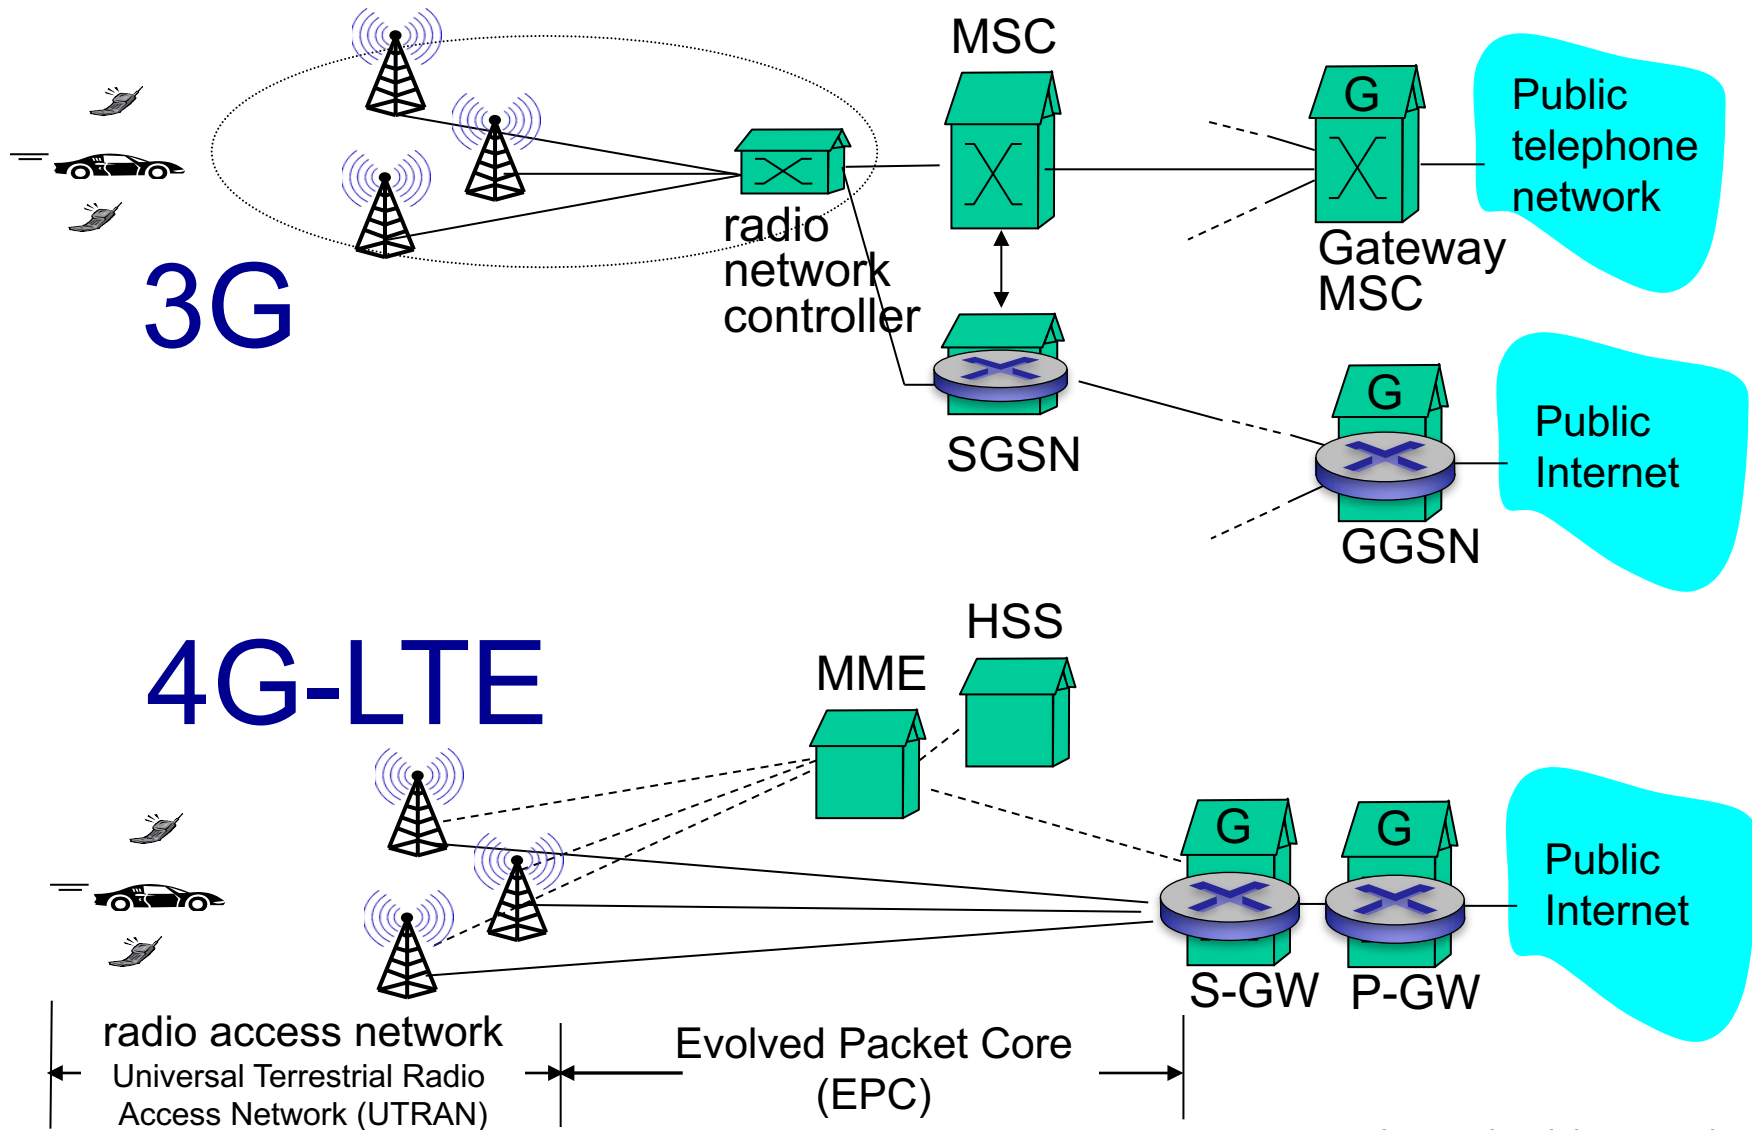 MSC
G
Public
telephone
network
radio
network
controller
Gateway
MSC
3G
G
Public
Internet
SGSN
GGSN
HSS
4G-LTE
MME
G
G
Public
Internet
S-GW
P-GW
radio access network
Universal Terrestrial Radio
Access Network (UTRAN)
Evolved Packet Core
(EPC)